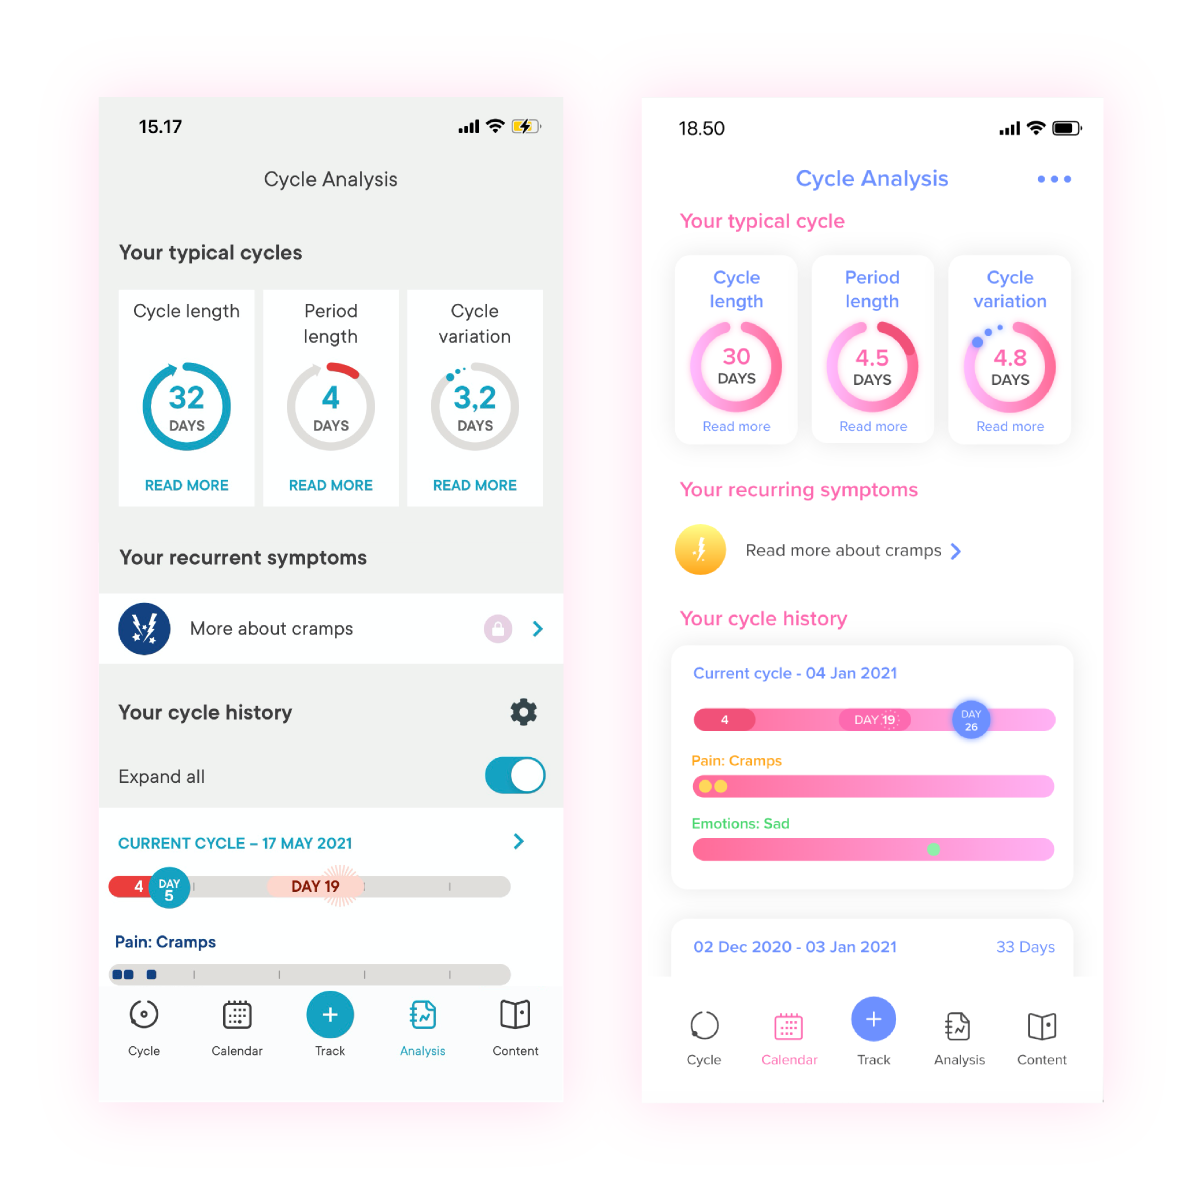 15.17
Cycle Analysis
Your typical cycles
Cycle length
32
DAYS
READ MORE
Period
length
4
DAYS
READ MORE
Cycle
variation
3,2
DAYS
READ MORE
Your recurrent symptoms
More about cramps
Your cycle history
Expand all
CURRENT CYCLE – 17 MAY 2021
4
DAY
5
DAY 19
Pain: Cramps
Cycle
Calendar
Track
Analysis
Content
18.50
Cycle Analysis
Your typical cycle
Cycle
length
30
DAYS
Read more
Period
length
4.5
DAYS
Read more
Cycle
variation
4.8
DAYS
Read more
Your recurring symptoms
Read more about cramps
Your cycle history
Current cycle - 04 Jan 2021
4
DAY 19
DAY
26
Pain: Cramps
Emotions: Sad
02 Dec 2020 - 03 Jan 2021
33 Days
Cycle
Calendar
Track
Analysis
Content